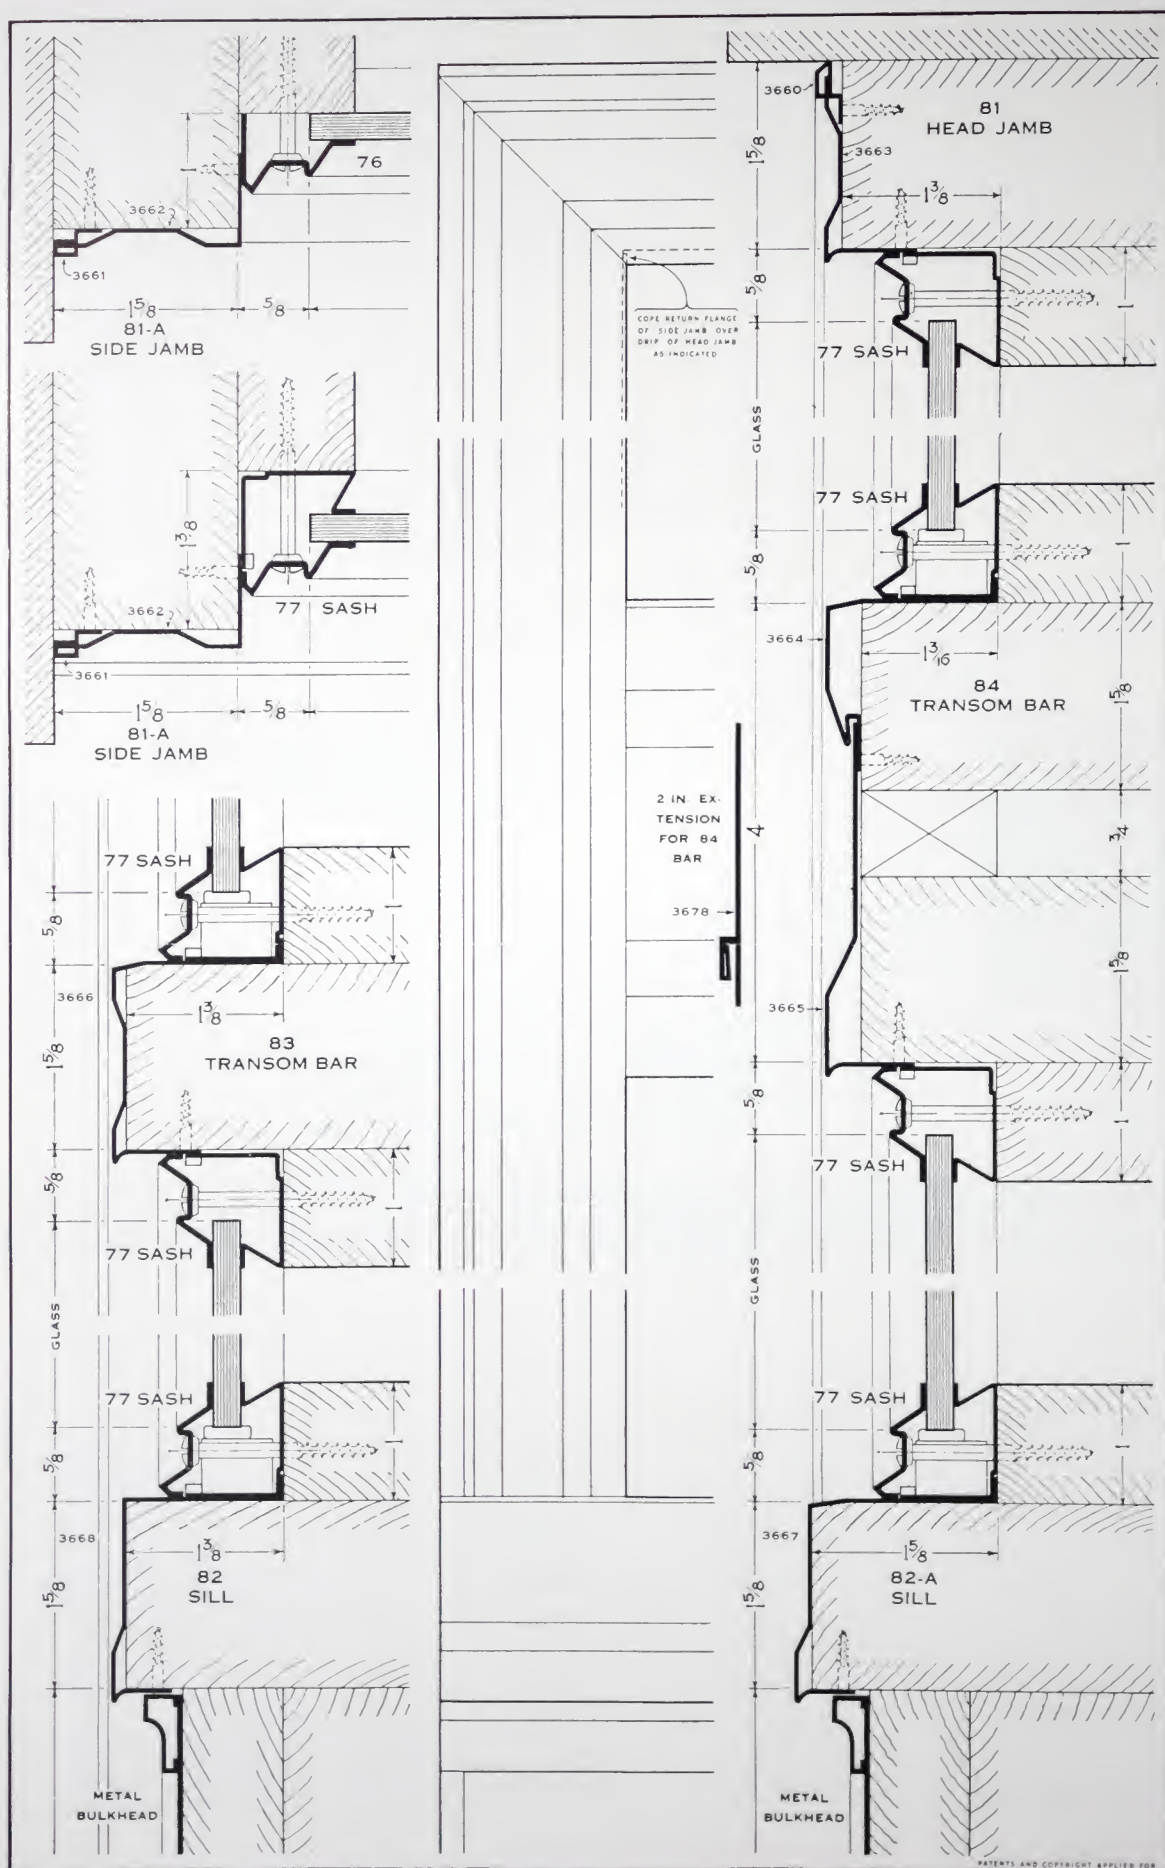 76
3662
3661
1 5/8
5/8
81-A
SIDE JAMB
1
1 3/8
77 SASH
3662
3661
1 5/8
5/8
81-A
SIDE JAMB
77 SASH
5/8
1
3666
1 3/8
83
TRANSOM BAR
1 5/8
5/8
1
77 SASH
GLASS
77 SASH
5/8
1
3668
1 3/8
82
SILL
1 5/8
METAL
BULKHEAD
COPE RETURN FLANGE
OF SIDE JAMB OVER
DRIP OF HEAD JAMB
AS INDICATED
2 IN. EX-
TENSION
FOR 84
BAR
3678
3660
81
HEAD JAMB
3663
1 5/8
1 3/8
5/8
1
77 SASH
GLASS
77 SASH
5/8
1
3664
1 3/16
84
TRANSOM BAR
1 5/8
4
3/4
1 5/8
3665
5/8
1
77 SASH
GLASS
77 SASH
5/8
1
3667
1 5/8
82-A
SILL
1 5/8
METAL
BULKHEAD
PATENTS AND COPYRIGHT APPLIED FOR